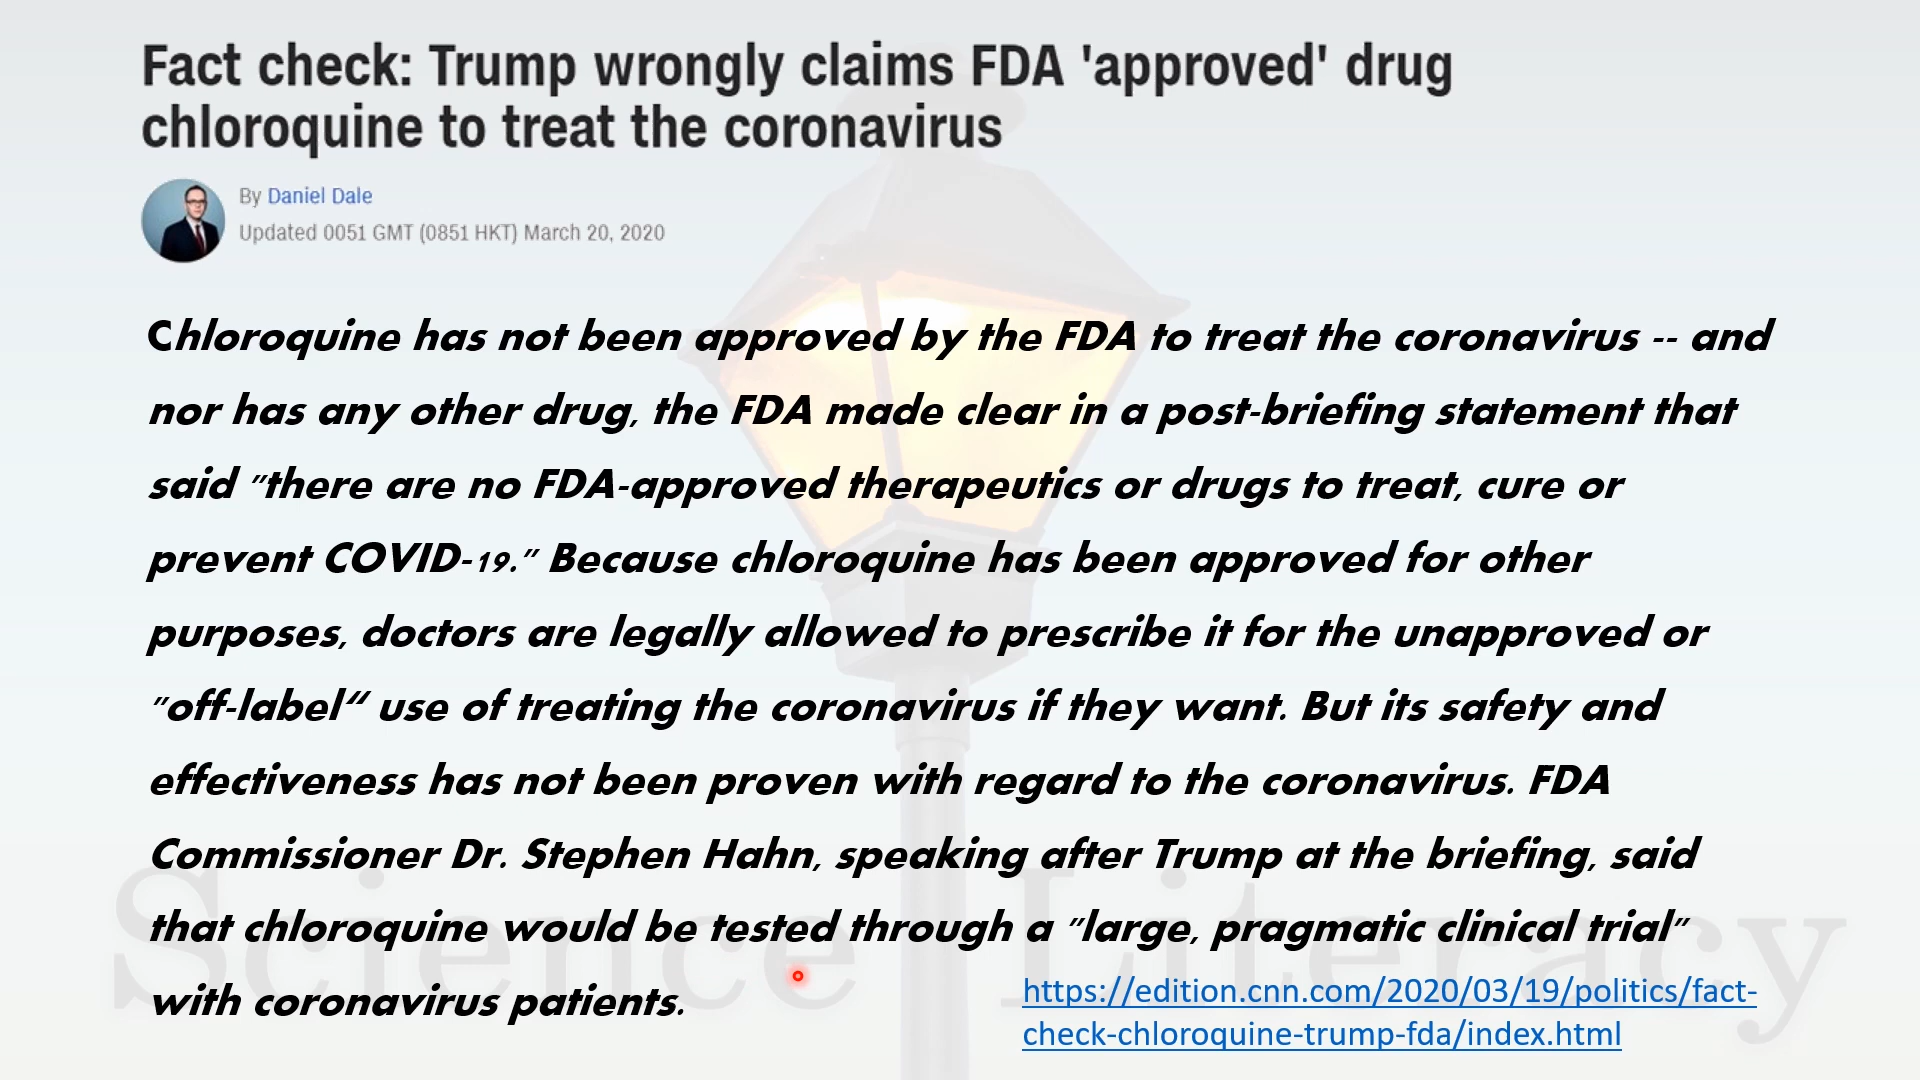 Fact check: Trump wrongly claims FDA 'approved' drug
chloroquine to treat the coronavirus
By Daniel Dale
Updated 0051 GMT (0851 HKT) March 20, 2020
Chloroquine has not been approved by the FDA to treat the coronavirus -- and
nor has any other drug, the FDA made clear in a post-briefing statement that
said "there are no FDA-approved therapeutics or drugs to treat, cure or
prevent COVID-19." Because chloroquine has been approved for other
purposes, doctors are legally allowed to prescribe it for the unapproved or
"off-label“ use of treating the coronavirus if they want. But its safety and
effectiveness has not been proven with regard to the coronavirus. FDA
Commissioner Dr. Stephen Hahn, speaking after Trump at the briefing, said
that chloroquine would be tested through a "large, pragmatic clinical trial"
with coronavirus patients.
https://edition.cnn.com/2020/03/19/politics/fact-
check-chloroquine-trump-fda/index.html
Science Literacy